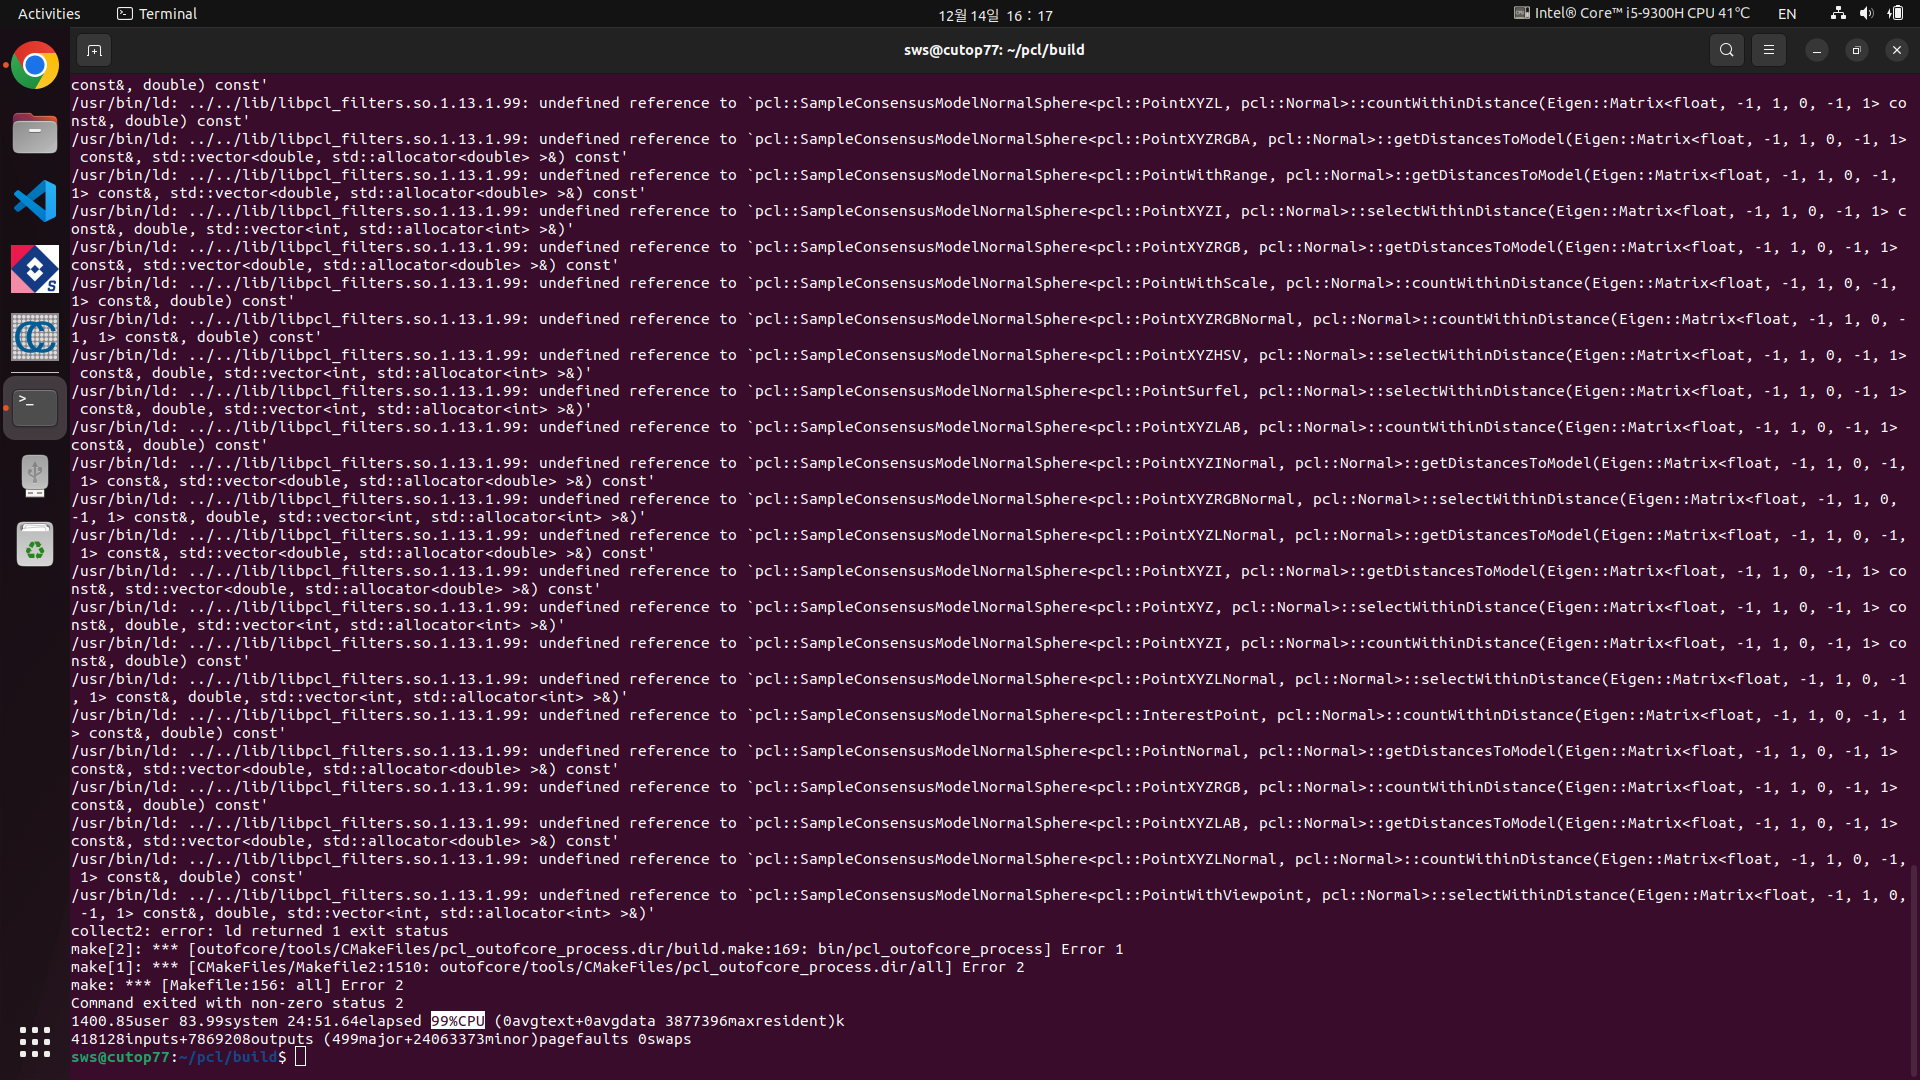 Activities
Terminal
12월 14일 16 : 17
Intel® Core™ i5-9300H CPU 41℃
EN
sws@cutop77: ~/pcl/build
const&, double) const'
/usr/bin/ld: ../../lib/libpcl_filters.so.1.13.1.99: undefined reference to `pcl::SampleConsensusModelNormalSphere<pcl::PointXYZL, pcl::Normal>::countWithinDistance(Eigen::Matrix<float, -1, 1, 0, -1, 1> co
nst&, double) const'
/usr/bin/ld: ../../lib/libpcl_filters.so.1.13.1.99: undefined reference to `pcl::SampleConsensusModelNormalSphere<pcl::PointXYZRGBA, pcl::Normal>::getDistancesToModel(Eigen::Matrix<float, -1, 1, 0, -1, 1>
 const&, std::vector<double, std::allocator<double> >&) const'
/usr/bin/ld: ../../lib/libpcl_filters.so.1.13.1.99: undefined reference to `pcl::SampleConsensusModelNormalSphere<pcl::PointWithRange, pcl::Normal>::getDistancesToModel(Eigen::Matrix<float, -1, 1, 0, -1,
1> const&, std::vector<double, std::allocator<double> >&) const'
/usr/bin/ld: ../../lib/libpcl_filters.so.1.13.1.99: undefined reference to `pcl::SampleConsensusModelNormalSphere<pcl::PointXYZI, pcl::Normal>::selectWithinDistance(Eigen::Matrix<float, -1, 1, 0, -1, 1> c
onst&, double, std::vector<int, std::allocator<int> >&)'
/usr/bin/ld: ../../lib/libpcl_filters.so.1.13.1.99: undefined reference to `pcl::SampleConsensusModelNormalSphere<pcl::PointXYZRGB, pcl::Normal>::getDistancesToModel(Eigen::Matrix<float, -1, 1, 0, -1, 1>
const&, std::vector<double, std::allocator<double> >&) const'
/usr/bin/ld: ../../lib/libpcl_filters.so.1.13.1.99: undefined reference to `pcl::SampleConsensusModelNormalSphere<pcl::PointWithScale, pcl::Normal>::countWithinDistance(Eigen::Matrix<float, -1, 1, 0, -1,
1> const&, double) const'
/usr/bin/ld: ../../lib/libpcl_filters.so.1.13.1.99: undefined reference to `pcl::SampleConsensusModelNormalSphere<pcl::PointXYZRGBNormal, pcl::Normal>::countWithinDistance(Eigen::Matrix<float, -1, 1, 0, -
1, 1> const&, double) const'
/usr/bin/ld: ../../lib/libpcl_filters.so.1.13.1.99: undefined reference to `pcl::SampleConsensusModelNormalSphere<pcl::PointXYZHSV, pcl::Normal>::selectWithinDistance(Eigen::Matrix<float, -1, 1, 0, -1, 1>
 const&, double, std::vector<int, std::allocator<int> >&)'
/usr/bin/ld: ../../lib/libpcl_filters.so.1.13.1.99: undefined reference to `pcl::SampleConsensusModelNormalSphere<pcl::PointSurfel, pcl::Normal>::selectWithinDistance(Eigen::Matrix<float, -1, 1, 0, -1, 1>
 const&, double, std::vector<int, std::allocator<int> >&)'
/usr/bin/ld: ../../lib/libpcl_filters.so.1.13.1.99: undefined reference to `pcl::SampleConsensusModelNormalSphere<pcl::PointXYZLAB, pcl::Normal>::countWithinDistance(Eigen::Matrix<float, -1, 1, 0, -1, 1>
const&, double) const'
/usr/bin/ld: ../../lib/libpcl_filters.so.1.13.1.99: undefined reference to `pcl::SampleConsensusModelNormalSphere<pcl::PointXYZINormal, pcl::Normal>::getDistancesToModel(Eigen::Matrix<float, -1, 1, 0, -1,
 1> const&, std::vector<double, std::allocator<double> >&) const'
/usr/bin/ld: ../../lib/libpcl_filters.so.1.13.1.99: undefined reference to `pcl::SampleConsensusModelNormalSphere<pcl::PointXYZRGBNormal, pcl::Normal>::selectWithinDistance(Eigen::Matrix<float, -1, 1, 0,
-1, 1> const&, double, std::vector<int, std::allocator<int> >&)'
/usr/bin/ld: ../../lib/libpcl_filters.so.1.13.1.99: undefined reference to `pcl::SampleConsensusModelNormalSphere<pcl::PointXYZLNormal, pcl::Normal>::getDistancesToModel(Eigen::Matrix<float, -1, 1, 0, -1,
 1> const&, std::vector<double, std::allocator<double> >&) const'
/usr/bin/ld: ../../lib/libpcl_filters.so.1.13.1.99: undefined reference to `pcl::SampleConsensusModelNormalSphere<pcl::PointXYZI, pcl::Normal>::getDistancesToModel(Eigen::Matrix<float, -1, 1, 0, -1, 1> co
nst&, std::vector<double, std::allocator<double> >&) const'
/usr/bin/ld: ../../lib/libpcl_filters.so.1.13.1.99: undefined reference to `pcl::SampleConsensusModelNormalSphere<pcl::PointXYZ, pcl::Normal>::selectWithinDistance(Eigen::Matrix<float, -1, 1, 0, -1, 1> co
nst&, double, std::vector<int, std::allocator<int> >&)'
/usr/bin/ld: ../../lib/libpcl_filters.so.1.13.1.99: undefined reference to `pcl::SampleConsensusModelNormalSphere<pcl::PointXYZI, pcl::Normal>::countWithinDistance(Eigen::Matrix<float, -1, 1, 0, -1, 1> co
nst&, double) const'
/usr/bin/ld: ../../lib/libpcl_filters.so.1.13.1.99: undefined reference to `pcl::SampleConsensusModelNormalSphere<pcl::PointXYZLNormal, pcl::Normal>::selectWithinDistance(Eigen::Matrix<float, -1, 1, 0, -1
, 1> const&, double, std::vector<int, std::allocator<int> >&)'
/usr/bin/ld: ../../lib/libpcl_filters.so.1.13.1.99: undefined reference to `pcl::SampleConsensusModelNormalSphere<pcl::InterestPoint, pcl::Normal>::countWithinDistance(Eigen::Matrix<float, -1, 1, 0, -1, 1
> const&, double) const'
/usr/bin/ld: ../../lib/libpcl_filters.so.1.13.1.99: undefined reference to `pcl::SampleConsensusModelNormalSphere<pcl::PointNormal, pcl::Normal>::getDistancesToModel(Eigen::Matrix<float, -1, 1, 0, -1, 1>
const&, std::vector<double, std::allocator<double> >&) const'
/usr/bin/ld: ../../lib/libpcl_filters.so.1.13.1.99: undefined reference to `pcl::SampleConsensusModelNormalSphere<pcl::PointXYZRGB, pcl::Normal>::countWithinDistance(Eigen::Matrix<float, -1, 1, 0, -1, 1>
const&, double) const'
/usr/bin/ld: ../../lib/libpcl_filters.so.1.13.1.99: undefined reference to `pcl::SampleConsensusModelNormalSphere<pcl::PointXYZLAB, pcl::Normal>::getDistancesToModel(Eigen::Matrix<float, -1, 1, 0, -1, 1>
const&, std::vector<double, std::allocator<double> >&) const'
/usr/bin/ld: ../../lib/libpcl_filters.so.1.13.1.99: undefined reference to `pcl::SampleConsensusModelNormalSphere<pcl::PointXYZLNormal, pcl::Normal>::countWithinDistance(Eigen::Matrix<float, -1, 1, 0, -1,
 1> const&, double) const'
/usr/bin/ld: ../../lib/libpcl_filters.so.1.13.1.99: undefined reference to `pcl::SampleConsensusModelNormalSphere<pcl::PointWithViewpoint, pcl::Normal>::selectWithinDistance(Eigen::Matrix<float, -1, 1, 0,
 -1, 1> const&, double, std::vector<int, std::allocator<int> >&)'
collect2: error: ld returned 1 exit status
make[2]: *** [outofcore/tools/CMakeFiles/pcl_outofcore_process.dir/build.make:169: bin/pcl_outofcore_process] Error 1
make[1]: *** [CMakeFiles/Makefile2:1510: outofcore/tools/CMakeFiles/pcl_outofcore_process.dir/all] Error 2
make: *** [Makefile:156: all] Error 2
Command exited with non-zero status 2
1400.85user 83.99system 24:51.64elapsed 99%CPU (0avgtext+0avgdata 3877396maxresident)k
418128inputs+7869208outputs (499major+24063373minor)pagefaults 0swaps
sws@cutop77:~/pcl/build$